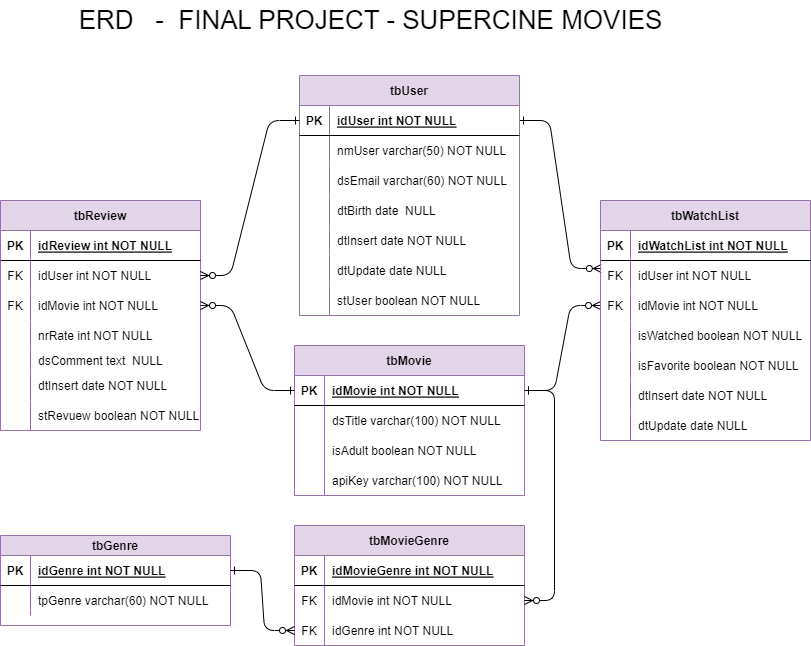 ERD - FINAL PROJECT - SUPERCINE MOVIES
tbUser
PK idUser int NOT NULL
nmUser varchar(50) NOT NULL
dsEmail varchar(60) NOT NULL
dtBirth date NULL
dtInsert date NOT NULL
dtUpdate date NULL
stUser boolean NOT NULL
tbReview
PK idReview int NOT NULL
FK idUser int NOT NULL
FK idMovie int NOT NULL
nrRate int NOT NULL
dsComment text NULL
dtInsert date NOT NULL
stRevuew boolean NOT NULL
tbWatchList
PK idWatchList int NOT NULL
FK idUser int NOT NULL
FK idMovie int NOT NULL
isWatched boolean NOT NULL
isFavorite boolean NOT NULL
dtInsert date NOT NULL
dtUpdate date NULL
tbMovie
PK idMovie int NOT NULL
dsTitle varchar(100) NOT NULL
isAdult boolean NOT NULL
apiKey varchar(100) NOT NULL
tbGenre
PK idGenre int NOT NULL
tpGenre varchar(60) NOT NULL
tbMovieGenre
PK idMovieGenre int NOT NULL
FK idMovie int NOT NULL
FK idGenre int NOT NULL